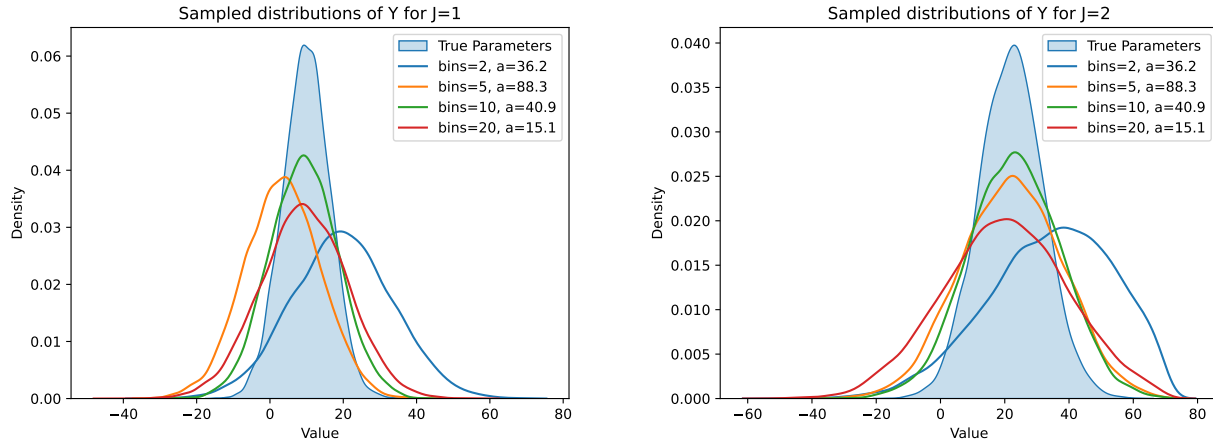 Sampled distributions of Y for J=1
True Parameters
bins=2, a=36.2
bins=5, a=88.3
bins=10, a=40.9
bins=20, a=15.1
0.06
0.05
0.04
0.03
0.02
0.01
0.00
Density
−40
−20
0
20
40
60
80
Value
Sampled distributions of Y for J=2
True Parameters
bins=2, a=36.2
bins=5, a=88.3
bins=10, a=40.9
bins=20, a=15.1
0.040
0.035
0.030
0.025
0.020
0.015
0.010
0.005
0.000
Density
−60
−40
−20
0
20
40
60
80
Value